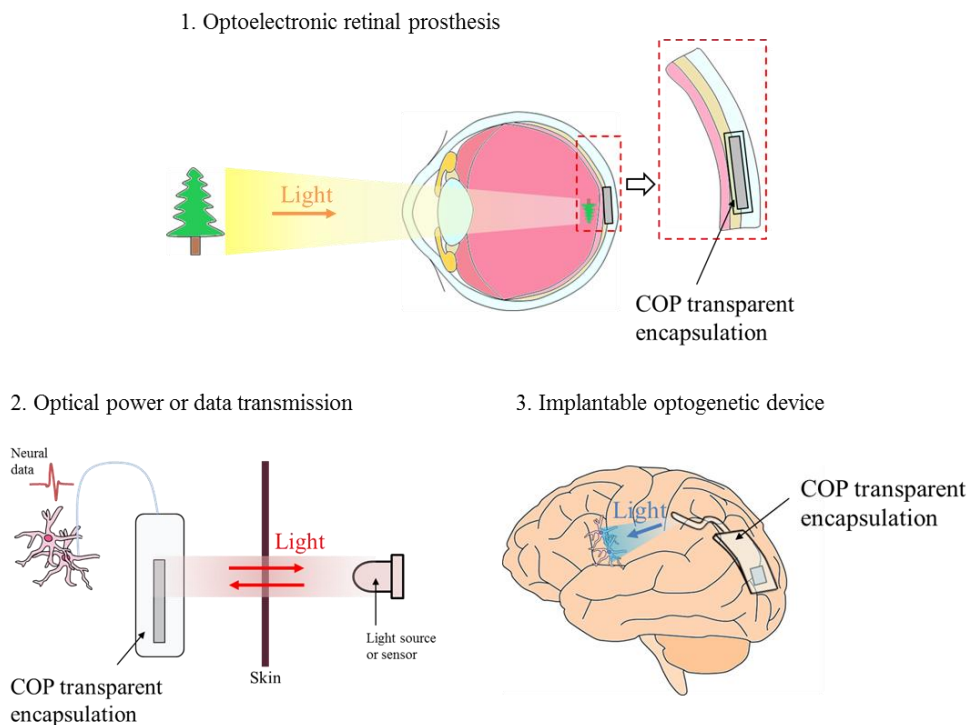 1. Optoelectronic retinal prosthesis
Light
COP transparent
encapsulation
2. Optical power or data transmission
Neural
data
Light
Light source
or sensor
Skin
COP transparent
encapsulation
3. Implantable optogenetic device
Light
COP transparent
encapsulation